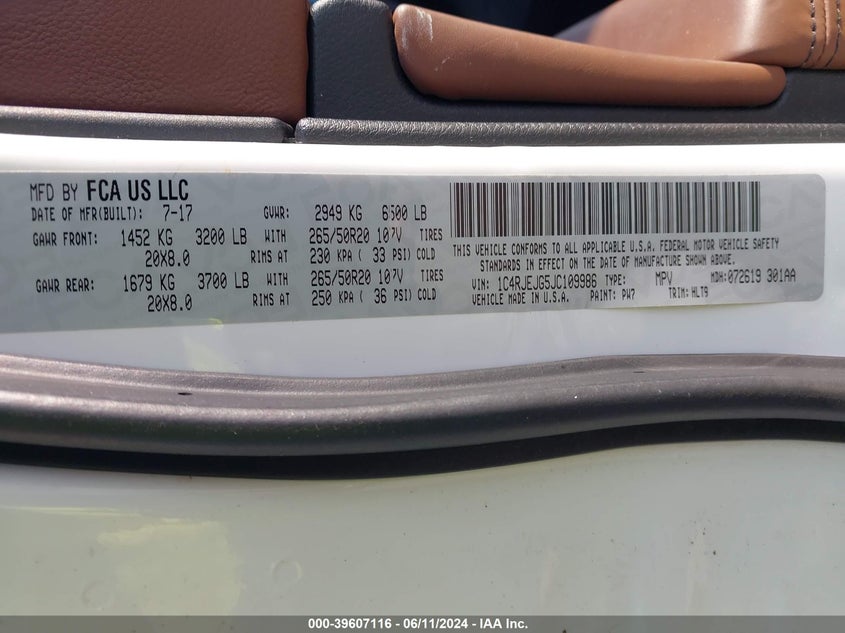 MFD BY FCA US LLC
DATE OF MFR(BUILT): 7-17 GVWR: 2949 KG 6500 LB
GAWR FRONT: 1452 KG 3200 LB WITH 265/50R20 107V TIRES
20X8.0 RIMS AT 230 KPA ( 33 PSI) COLD
GAWR REAR: 1679 KG 3700 LB WITH 265/50R20 107V TIRES
20X8.0 RIMS AT 250 KPA ( 36 PSI) COLD
THIS VEHICLE CONFORMS TO ALL APPLICABLE U.S.A. FEDERAL MOTOR VEHICLE SAFETY
STANDARDS IN EFFECT ON THE DATE OF MANUFACTURE SHOWN ABOVE.
VIN: 1C4RJEJG5JC109986 TYPE: MPV MDH: 072619 301AA
VEHICLE MADE IN U.S.A. PAINT: PW7 TRIM: HLT9
000-39607116 - 06/11/2024 - IAA Inc.